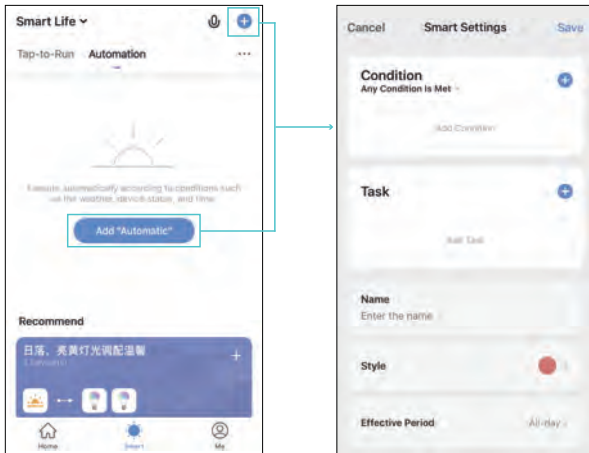 Smart Life
Tap-to-Run Automation
...
Execute automatically according to conditions such
as the weather, device status, and time.
Add "Automatic"
Recommend
日落，亮黄灯光调配温馨
Home Smart Me
Cancel Smart Settings Save
Condition
Any Condition Is Met
Add Condition
Task
Add Task
Name
Enter the name
Style
Effective Period All-day